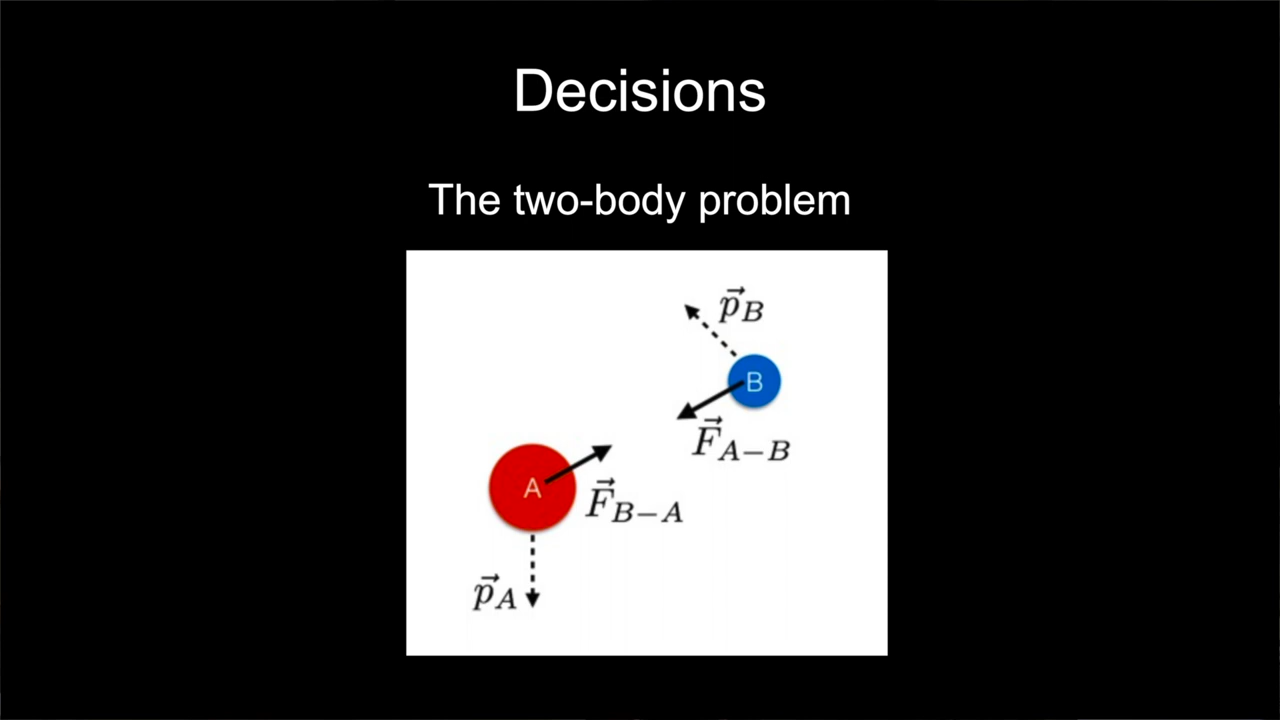 Decisions
The two-body problem
p⃗B
B
F⃗A−B
A
F⃗B−A
p⃗A